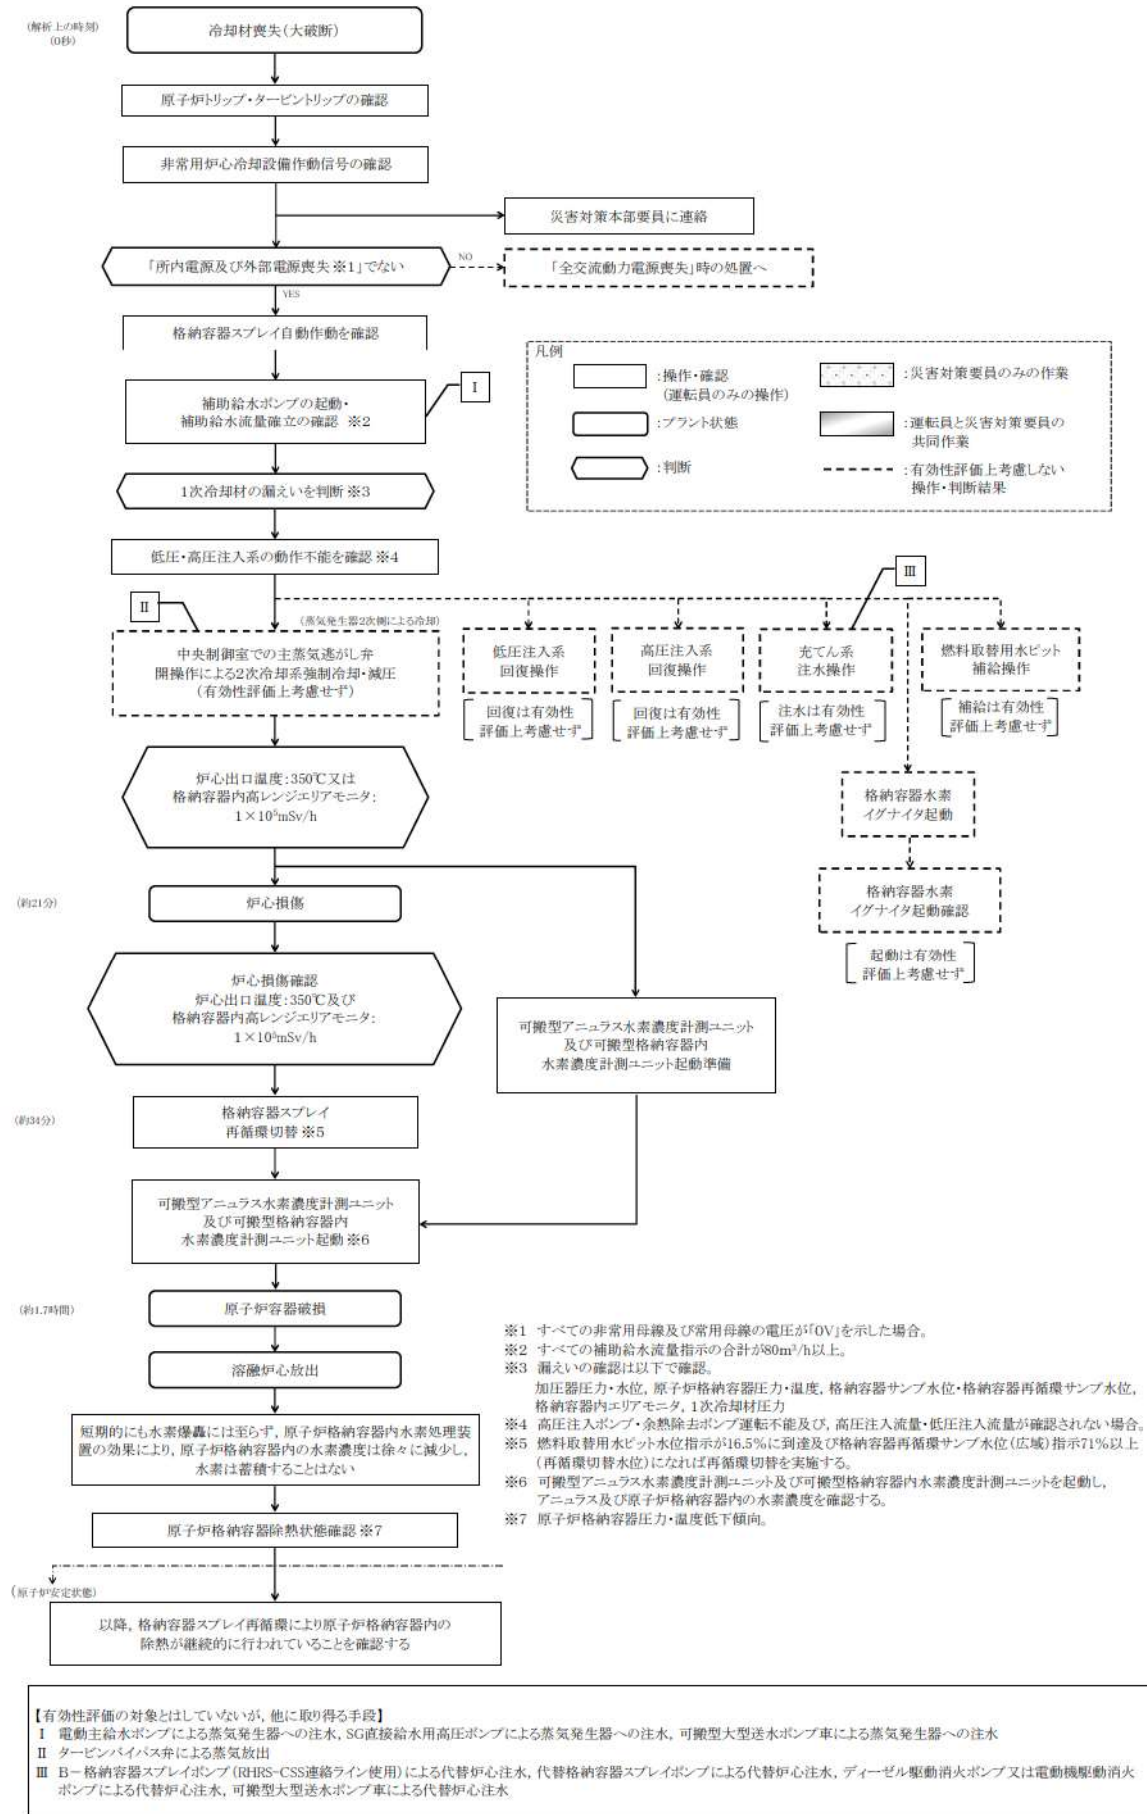 (解析上の時刻)
(0秒)
冷却材喪失(大破断)
原子炉トリップ・タービントリップの確認
非常用炉心冷却設備作動信号の確認
災害対策本部要員に連絡
「所内電源及び外部電源喪失※1」でない
NO
「全交流動力電源喪失」時の処置へ
YES
格納容器スプレイ自動作動を確認
補助給水ポンプの起動・
補助給水流量確立の確認 ※2
I
1次冷却材の漏えいを判断※3
低圧・高圧注入系の動作不能を確認※4
凡例
:操作・確認
(運転員のみの操作)
:プラント状態
:判断
:災害対策要員のみの作業
:運転員と災害対策要員の
共同作業
:有効性評価上考慮しない
操作・判断結果
II
III
(蒸気発生器2次側による冷却)
中央制御室での主蒸気逃がし弁
開操作による2次冷却系強制冷却・減圧
(有効性評価上考慮せず)
低圧注入系
回復操作
回復は有効性
評価上考慮せず
高圧注入系
回復操作
回復は有効性
評価上考慮せず
充てん系
注水操作
注水は有効性
評価上考慮せず
燃料取替用水ピット
補給操作
補給は有効性
評価上考慮せず
格納容器水素
イグナイタ起動
格納容器水素
イグナイタ起動確認
起動は有効性
評価上考慮せず
炉心出口温度:350℃又は
格納容器内高レンジエリアモニタ:
1×10⁵mSv/h
(約21分)
炉心損傷
炉心損傷確認
炉心出口温度:350℃及び
格納容器内高レンジエリアモニタ:
1×10⁵mSv/h
可搬型アニュラス水素濃度計測ユニット
及び可搬型格納容器内
水素濃度計測ユニット起動準備
(約34分)
格納容器スプレイ
再循環切替※5
可搬型アニュラス水素濃度計測ユニット
及び可搬型格納容器内
水素濃度計測ユニット起動※6
(約1.7時間)
原子炉容器破損
溶融炉心放出
短期的にも水素爆轟には至らず,原子炉格納容器内水素処理装
置の効果により,原子炉格納容器内の水素濃度は徐々に減少し,
水素は蓄積することはない
原子炉格納容器除熱状態確認※7
(原子炉安定状態)
以降,格納容器スプレイ再循環により原子炉格納容器内の
除熱が継続的に行われていることを確認する
※1 すべての非常用母線及び常用母線の電圧が「0V」を示した場合。
※2 すべての補助給水流量指示の合計が80m³/h以上。
※3 漏えいの確認は以下で確認。
加圧器圧力・水位,原子炉格納容器圧力・温度,格納容器サンプ水位・格納容器再循環サンプ水位,
格納容器内エリアモニタ,1次冷却材圧力
※4 高圧注入ポンプ・余熱除去ポンプ運転不能及び,高圧注入流量・低圧注入流量が確認されない場合。
※5 燃料取替用水ピット水位指示が16.5%に到達及び格納容器再循環サンプ水位(広域)指示71%以上
(再循環切替水位)になれば再循環切替を実施する。
※6 可搬型アニュラス水素濃度計測ユニット及び可搬型格納容器内水素濃度計測ユニットを起動し,
アニュラス及び原子炉格納容器内の水素濃度を確認する。
※7 原子炉格納容器圧力・温度低下傾向。
【有効性評価の対象とはしていないが,他に取り得る手段】
I 電動主給水ポンプによる蒸気発生器への注水,SG直接給水用高圧ポンプによる蒸気発生器への注水,可搬型大型送水ポンプ車による蒸気発生器への注水
II タービンバイパス弁による蒸気放出
III B-格納容器スプレイポンプ(RHRS-CSS連絡ライン使用)による代替炉心注水,代替格納容器スプレイポンプによる代替炉心注水,ディーゼル駆動消火ポンプ又は電動機駆動消火
ポンプによる代替炉心注水,可搬型大型送水ポンプ車による代替炉心注水